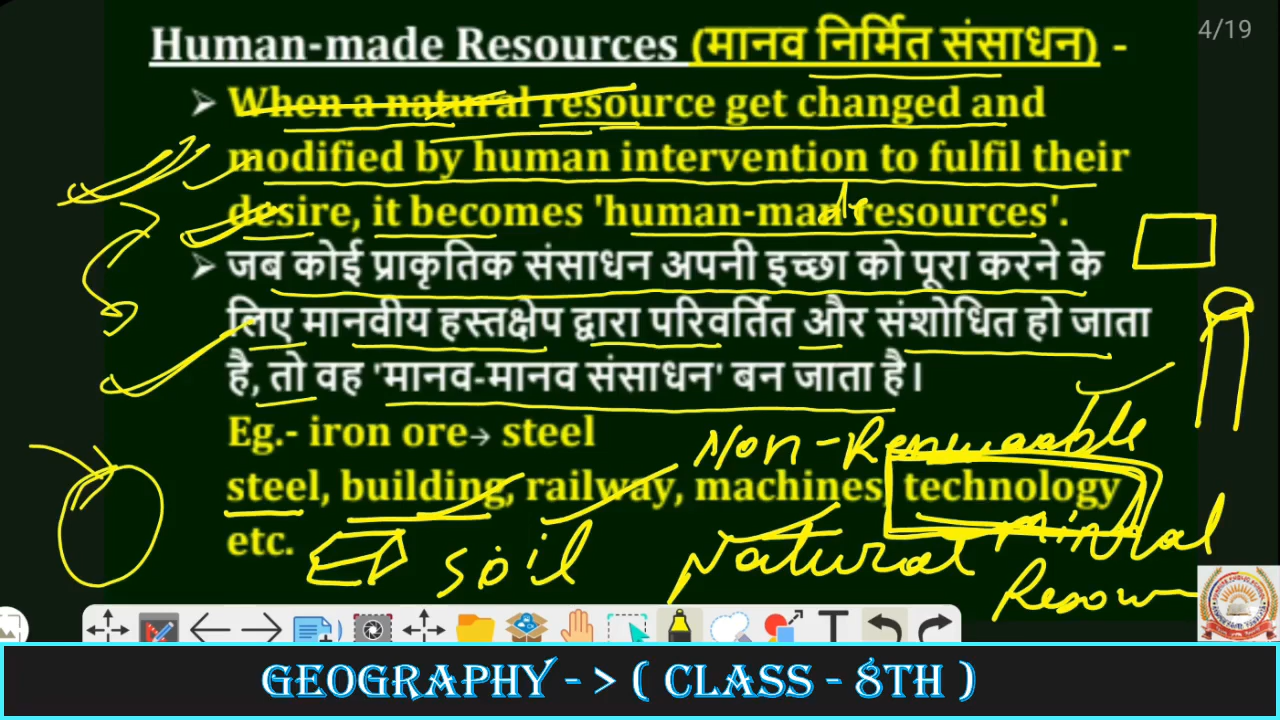 4/19
Human-made Resources (मानव निर्मित संसाधन) -
➢ When a natural resource get changed and
modified by human intervention to fulfil their
desire, it becomes 'human-man resources'.
de
➢ जब कोई प्राकृतिक संसाधन अपनी इच्छा को पूरा करने के
लिए मानवीय हस्तक्षेप द्वारा परिवर्तित और संशोधित हो जाता
है, तो वह 'मानव-मानव संसाधन' बन जाता है।
Eg.- iron ore→ steel
Non-Renewable
steel, building, railway, machines, technology
etc.
soil
Natural
Mineral
GEOGRAPHY - > ( CLASS - 8TH )